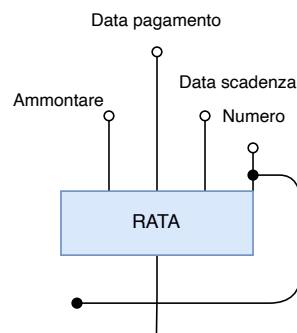 Data pagamento
Data scadenza
Ammontare
Numero
RATA